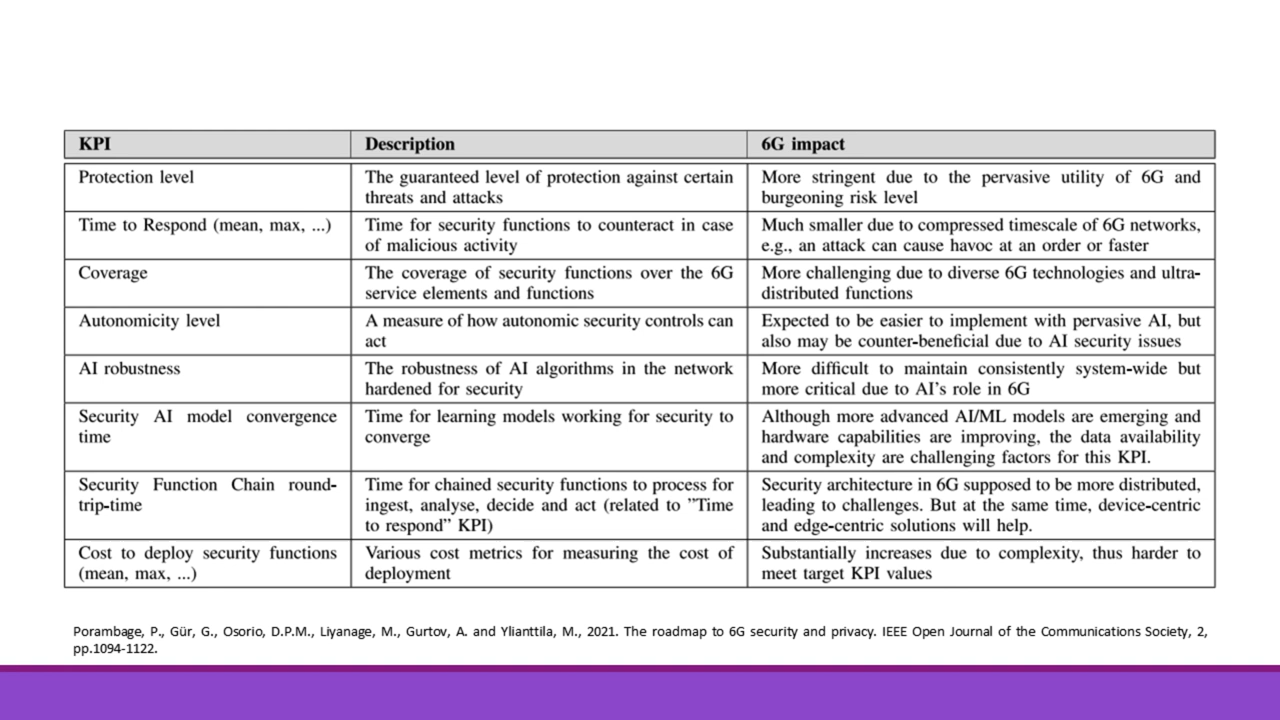 KPI
Description
6G impact
Protection level
The guaranteed level of protection against certain
threats and attacks
More stringent due to the pervasive utility of 6G and
burgeoning risk level
Time to Respond (mean, max, ...)
Time for security functions to counteract in case
of malicious activity
Much smaller due to compressed timescale of 6G networks,
e.g., an attack can cause havoc at an order or faster
Coverage
The coverage of security functions over the 6G
service elements and functions
More challenging due to diverse 6G technologies and ultra-
distributed functions
Autonomicity level
A measure of how autonomic security controls can
act
Expected to be easier to implement with pervasive AI, but
also may be counter-beneficial due to AI security issues
AI robustness
The robustness of AI algorithms in the network
hardened for security
More difficult to maintain consistently system-wide but
more critical due to AI's role in 6G
Security AI model convergence
time
Time for learning models working for security to
converge
Although more advanced AI/ML models are emerging and
hardware capabilities are improving, the data availability
and complexity are challenging factors for this KPI.
Security Function Chain round-
trip-time
Time for chained security functions to process for
ingest, analyse, decide and act (related to ”Time
to respond” KPI)
Security architecture in 6G supposed to be more distributed,
leading to challenges. But at the same time, device-centric
and edge-centric solutions will help.
Cost to deploy security functions
(mean, max, ...)
Various cost metrics for measuring the cost of
deployment
Substantially increases due to complexity, thus harder to
meet target KPI values
Porambage, P., Gür, G., Osorio, D.P.M., Liyanage, M., Gurtov, A. and Ylianttila, M., 2021. The roadmap to 6G security and privacy. IEEE Open Journal of the Communications Society, 2,
pp.1094-1122.